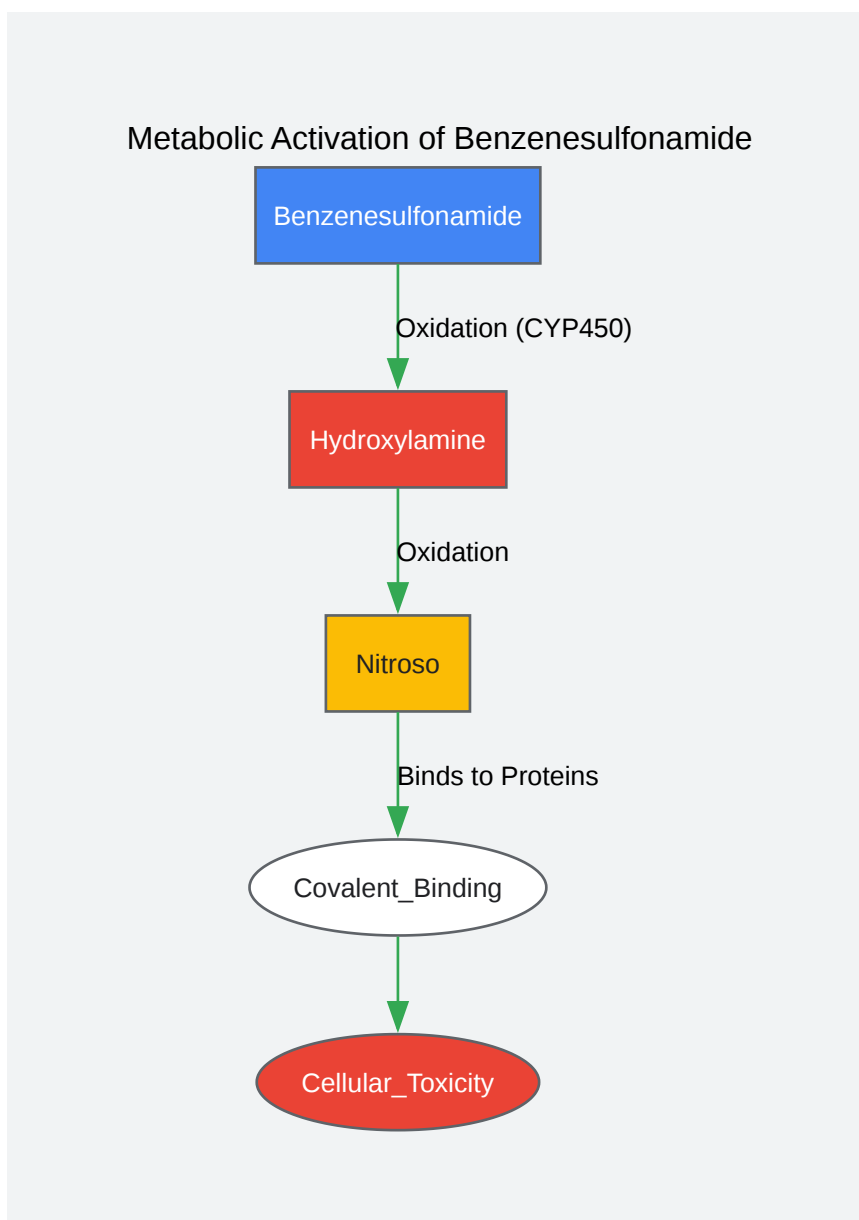 Metabolic Activation of Benzenesulfonamide
Benzenesulfonamide
Oxidation (CYP450)
Hydroxylamine
Oxidation
Nitroso
Binds to Proteins
Covalent_Binding
Cellular_Toxicity